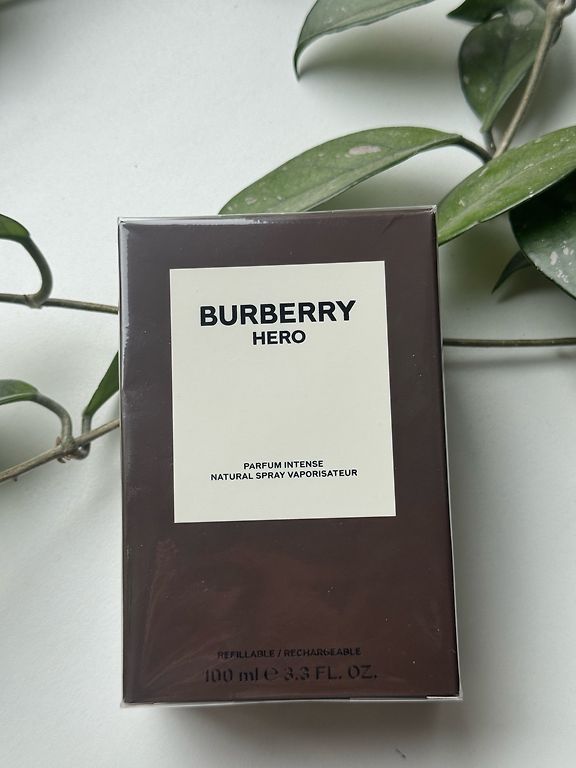 BURBERRY
HERO
PARFUM INTENSE
NATURAL SPRAY VAPORISATEUR
REFILLABLE / RECHARGEABLE
100 ml ℮ 3.3 FL. OZ.